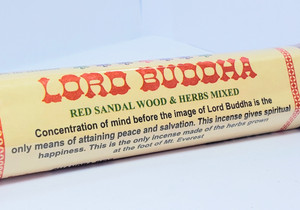 LORD BUDDHA
RED SANDAL WOOD & HERBS MIXED
Concentration of mind before the image of Lord Buddha is the
only means of attaining peace and salvation. This incense gives spiritual
happiness. This is the only incense made of the herbs grown
at the foot of Mt. Everest